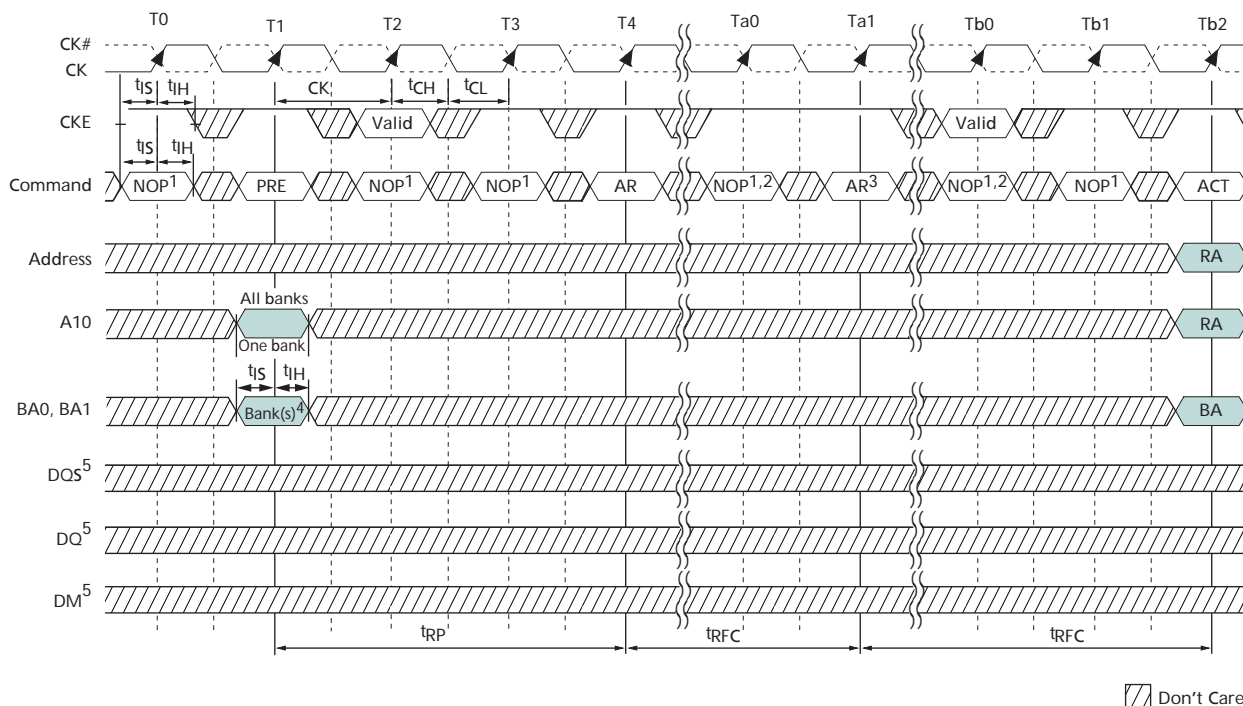 T0 T1 T2 T3 T4 Ta0 Ta1 Tb0 Tb1 Tb2
CK#
CK
tIS tIH CK tCH tCL
CKE Valid Valid
tIS tIH
Command NOP1 PRE NOP1 NOP1 AR NOP1,2 AR3 NOP1,2 NOP1 ACT
Address RA
All banks
A10 RA
One bank
tIS tIH
BA0, BA1 Bank(s)4 BA
DQS5
DQ5
DM5
tRP tRFC tRFC
Don't Care